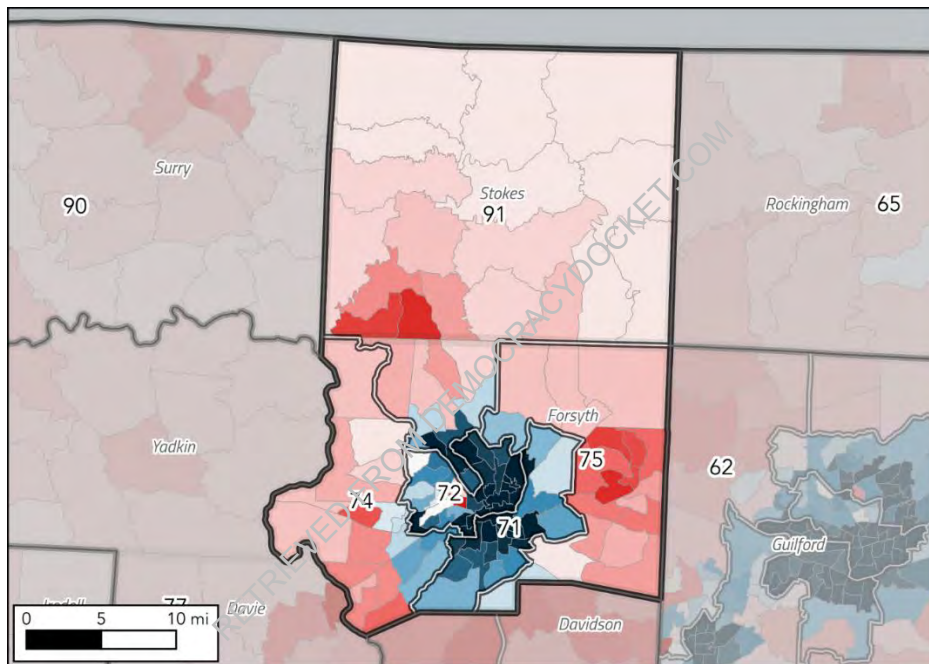 Surry
90
Stokes
91
Rockingham
65
Yadkin
Forsyth
75
62
74
72
71
Guilford
77
Davie
Davidson
0 5 10 mi
RETRIEVED FROM DEMOCRACYDOCKET.COM